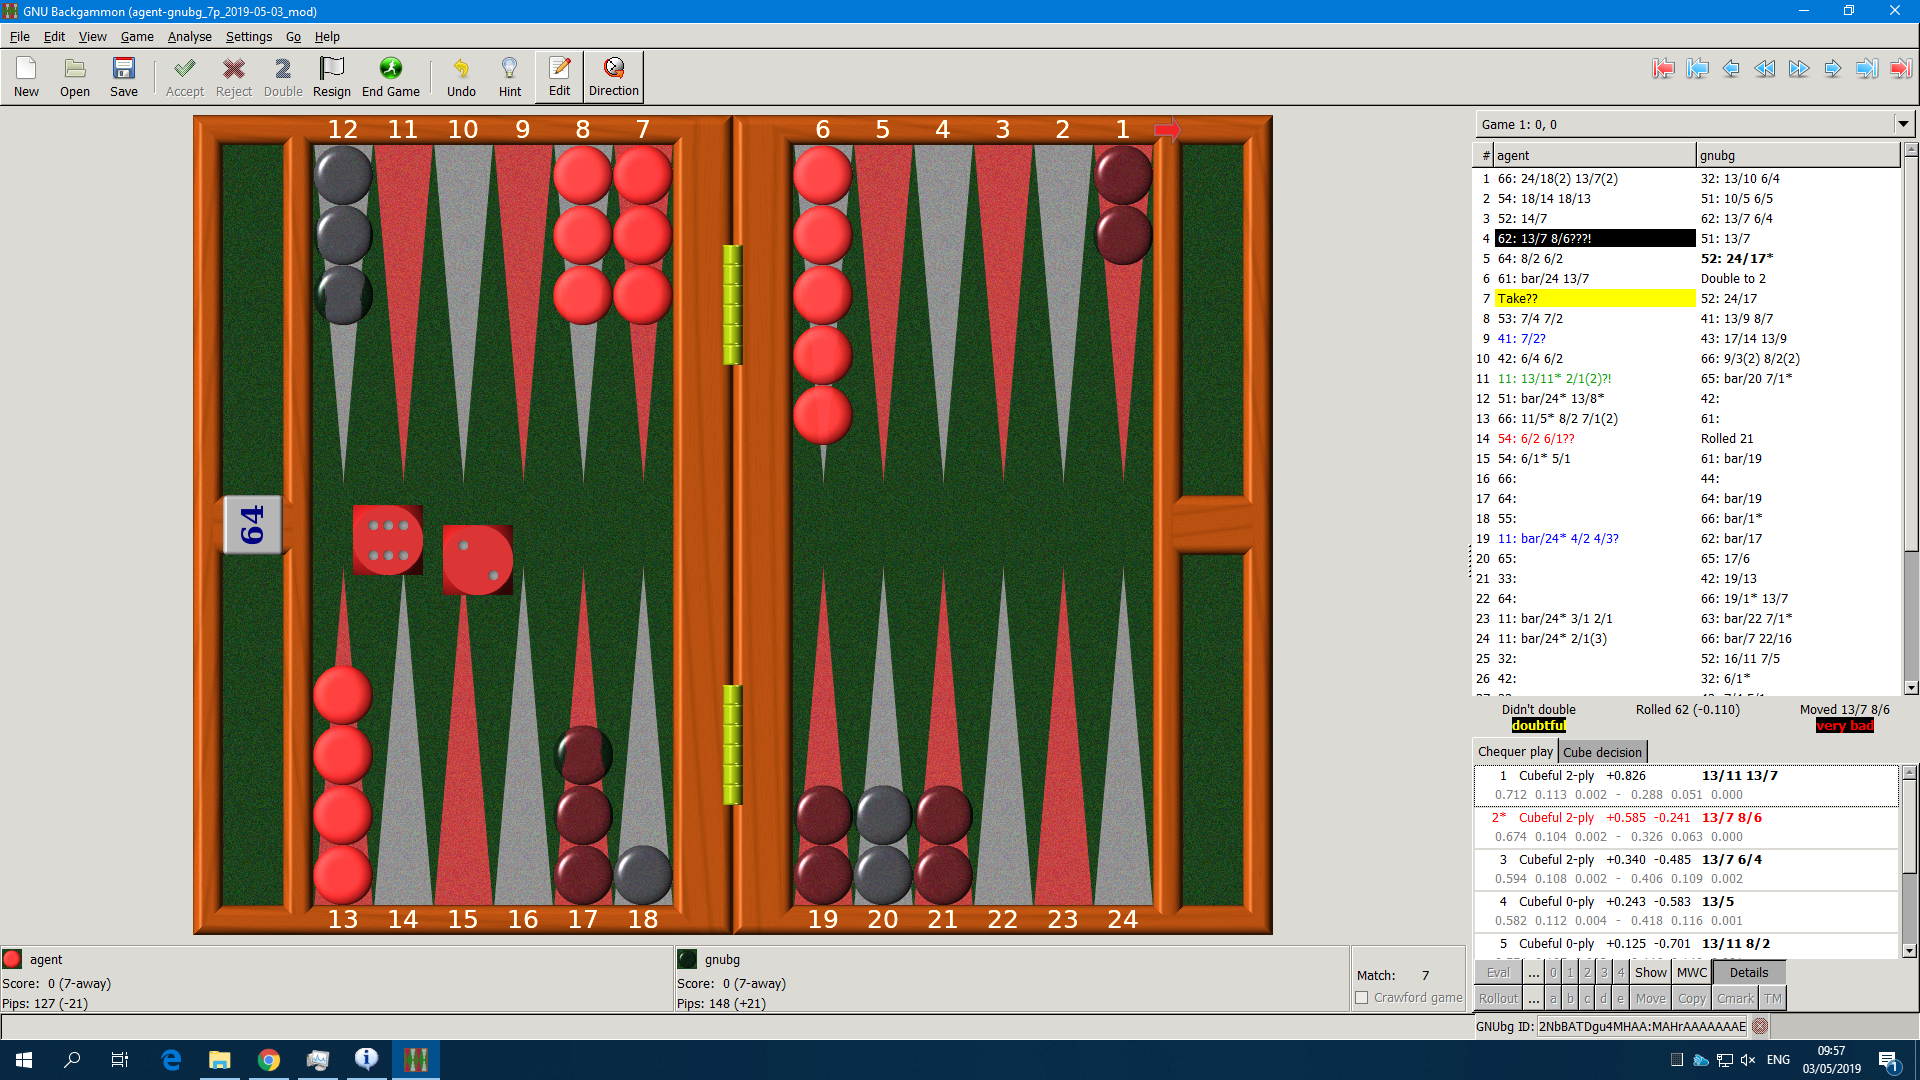 GNU Backgammon (agent-gnubg_7p_2019-05-03_mod)
File Edit View Game Analyse Settings Go Help
New Open Save Accept Reject Double Resign End Game Undo Hint Edit Direction
12 11 10 9 8 7 6 5 4 3 2 1
64
13 14 15 16 17 18 19 20 21 22 23 24
agent
Score: 0 (7-away)
Pips: 127 (-21)
gnubg
Score: 0 (7-away)
Pips: 148 (+21)
Match: 7
Crawford game
Game 1: 0, 0
# agent gnubg
1 66: 24/18(2) 13/7(2) 32: 13/10 6/4
2 54: 18/14 18/13 51: 10/5 6/5
3 52: 14/7 62: 13/7 6/4
4 62: 13/7 8/6???! 51: 13/7
5 64: 8/2 6/2 52: 24/17*
6 61: bar/24 13/7 Double to 2
7 Take?? 52: 24/17
8 53: 7/4 7/2 41: 13/9 8/7
9 41: 7/2? 43: 17/14 13/9
10 42: 6/4 6/2 66: 9/3(2) 8/2(2)
11 11: 13/11* 2/1(2)?! 65: bar/20 7/1*
12 51: bar/24* 13/8* 42:
13 66: 11/5* 8/2 7/1(2) 61:
14 54: 6/2 6/1?? Rolled 21
15 54: 6/1* 5/1 61: bar/19
16 66: 44:
17 64: 64: bar/19
18 55: 66: bar/1*
19 11: bar/24* 4/2 4/3? 62: bar/17
20 65: 65: 17/6
21 33: 42: 19/13
22 64: 66: 19/1* 13/7
23 11: bar/24* 3/1 2/1 63: bar/22 7/1*
24 11: bar/24* 2/1(3) 66: bar/7 22/16
25 32: 52: 16/11 7/5
26 42: 32: 6/1*
Didn't double Rolled 62 (-0.110) Moved 13/7 8/6
doubtful very bad
Chequer play Cube decision
1 Cubeful 2-ply +0.826 13/11 13/7
0.712 0.113 0.002 - 0.288 0.051 0.000
2* Cubeful 2-ply +0.585 -0.241 13/7 8/6
0.674 0.104 0.002 - 0.326 0.063 0.000
3 Cubeful 2-ply +0.340 -0.485 13/7 6/4
0.594 0.108 0.002 - 0.406 0.109 0.002
4 Cubeful 0-ply +0.243 -0.583 13/5
0.582 0.112 0.004 - 0.418 0.116 0.001
5 Cubeful 0-ply +0.125 -0.701 13/11 8/2
Eval ... 0 1 2 3 4 Show MWC Details
Rollout ... a b c d e Move Copy Cmark TM
GNUbg ID: 2NbBATDgu4MHAA:MAHrAAAAAAAE
ENG
09:57
03/05/2019
1